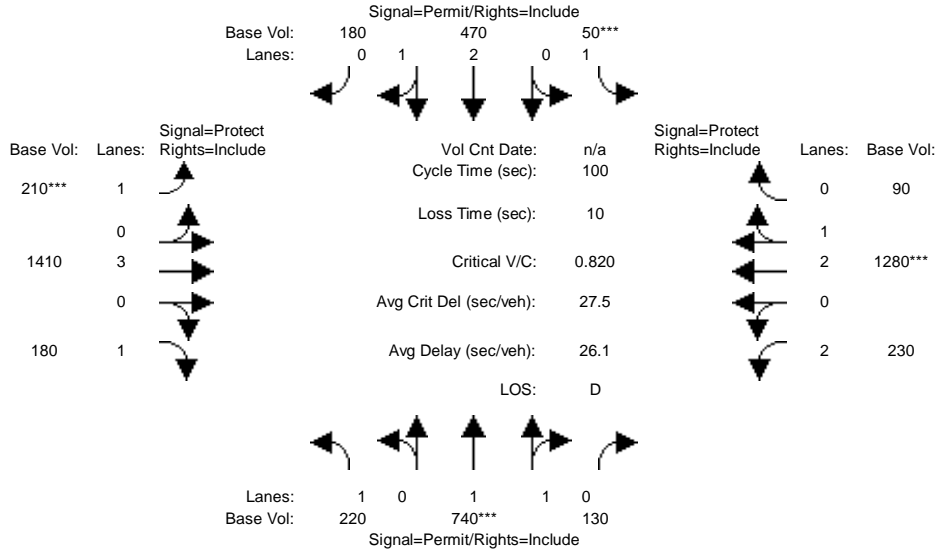 Signal=Permit/Rights=Include
Base Vol: 180 470 50***
Lanes: 0 1 2 0 1
Signal=Protect Signal=Protect
Base Vol: Lanes: Rights=Include Vol Cnt Date: n/a Rights=Include Lanes: Base Vol:
Cycle Time (sec): 100
210*** 1 0 90
Loss Time (sec): 10
0 1
1410 3 Critical V/C: 0.820 2 1280***
0 Avg Crit Del (sec/veh): 27.5 0
180 1 Avg Delay (sec/veh): 26.1 2 230
LOS: D
Lanes: 1 0 1 1 0
Base Vol: 220 740*** 130
Signal=Permit/Rights=Include